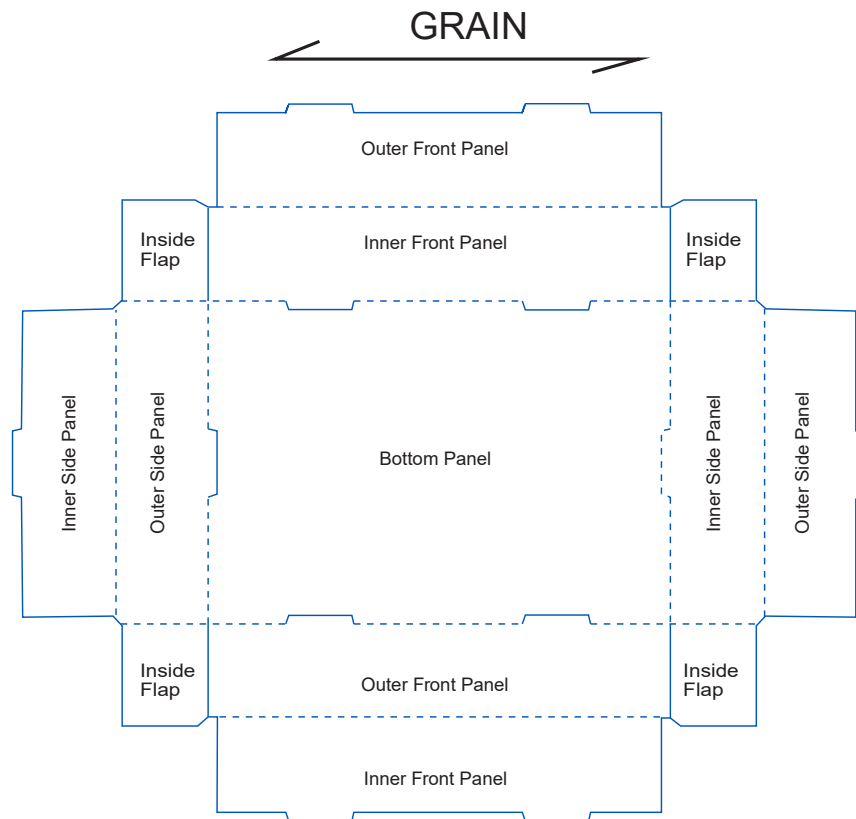 GRAIN
Outer Front Panel
Inside
Flap
Inner Front Panel
Inside
Flap
Inner Side Panel
Outer Side Panel
Bottom Panel
Inner Side Panel
Outer Side Panel
Inside
Flap
Outer Front Panel
Inside
Flap
Inner Front Panel